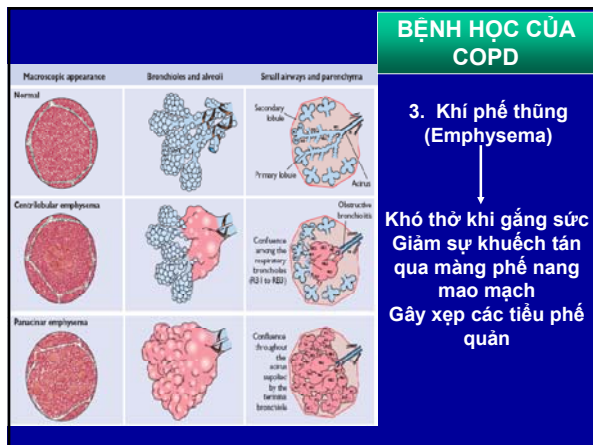 BỆNH HỌC CỦA
COPD
Macroscopic appearance
Bronchioles and alveoli
Small airways and parenchyma
Normal
Secondary
lobule
Primary lobule
Acinus
Centrilobular emphysema
Obstructive
bronchiolitis
Confluence
among the
respiratory
bronchioles
Panacinar emphysema
Confluence
throughout
the
acinus
supplied
by the
terminal
bronchiole
3. Khí phế thũng
(Emphysema)
Khó thở khi gắng sức
Giảm sự khuếch tán
qua màng phế nang
mao mạch
Gây xẹp các tiểu phế
quản